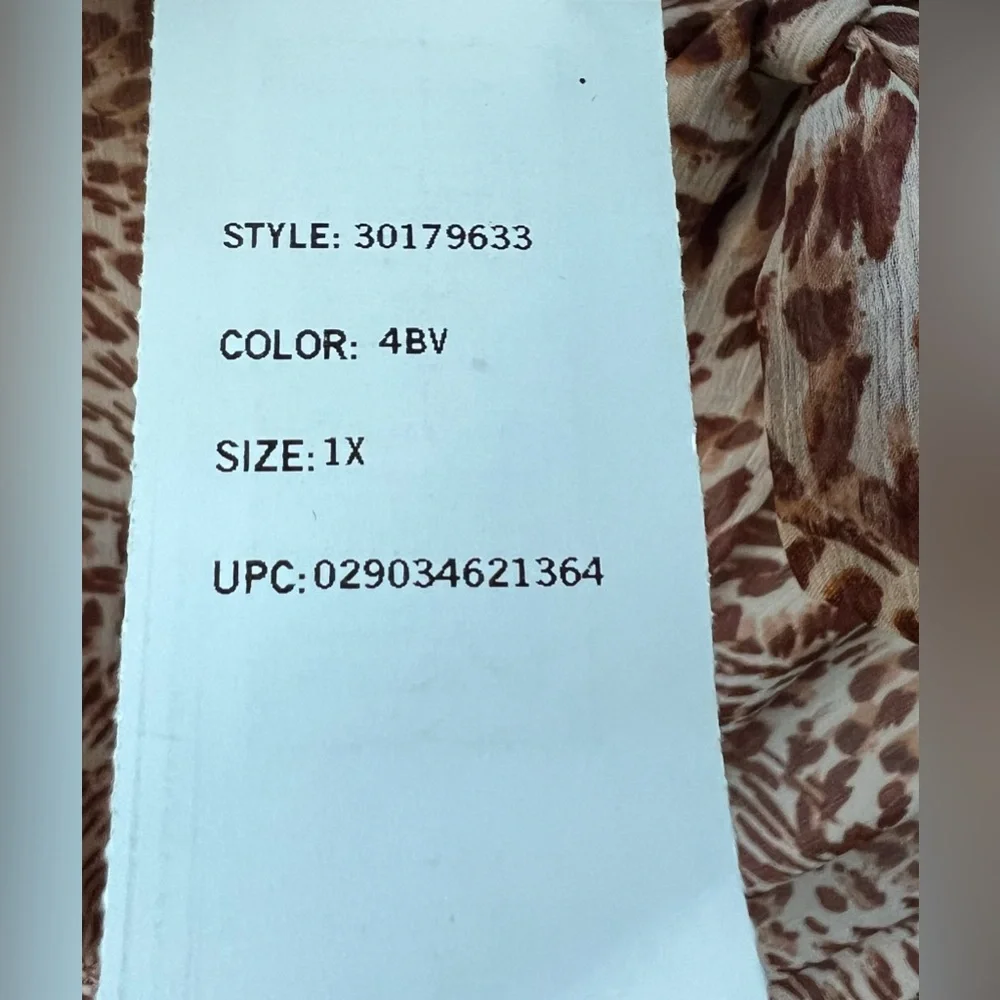 STYLE: 30179633
COLOR: 4BV
SIZE: 1X
UPC: 029034621364